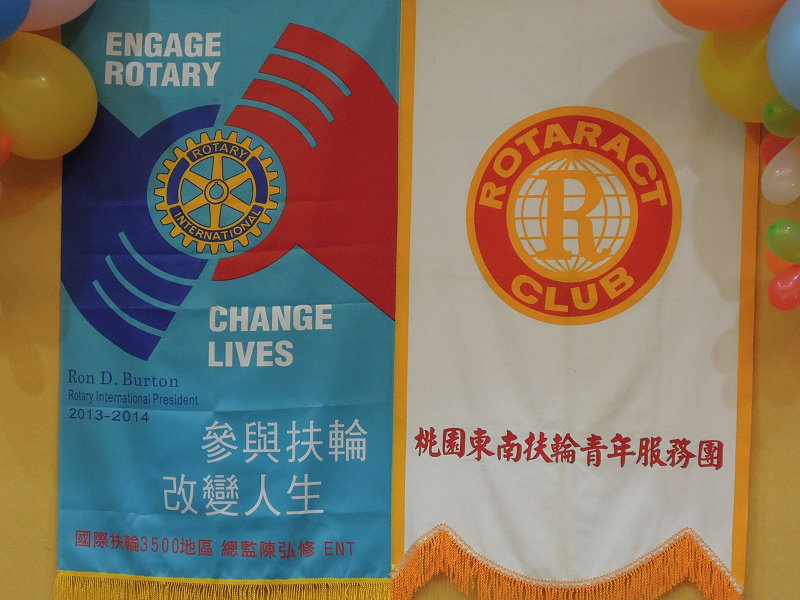 ENGAGE
ROTARY
ROTARY
INTERNATIONAL
CHANGE
LIVES
Ron D. Burton
Rotary International President
2013-2014
參與扶輪
改變人生
國際扶輪3500地區 總監陳弘修 ENT
ROTARACT
R
CLUB
桃園東南扶輪青年服務團